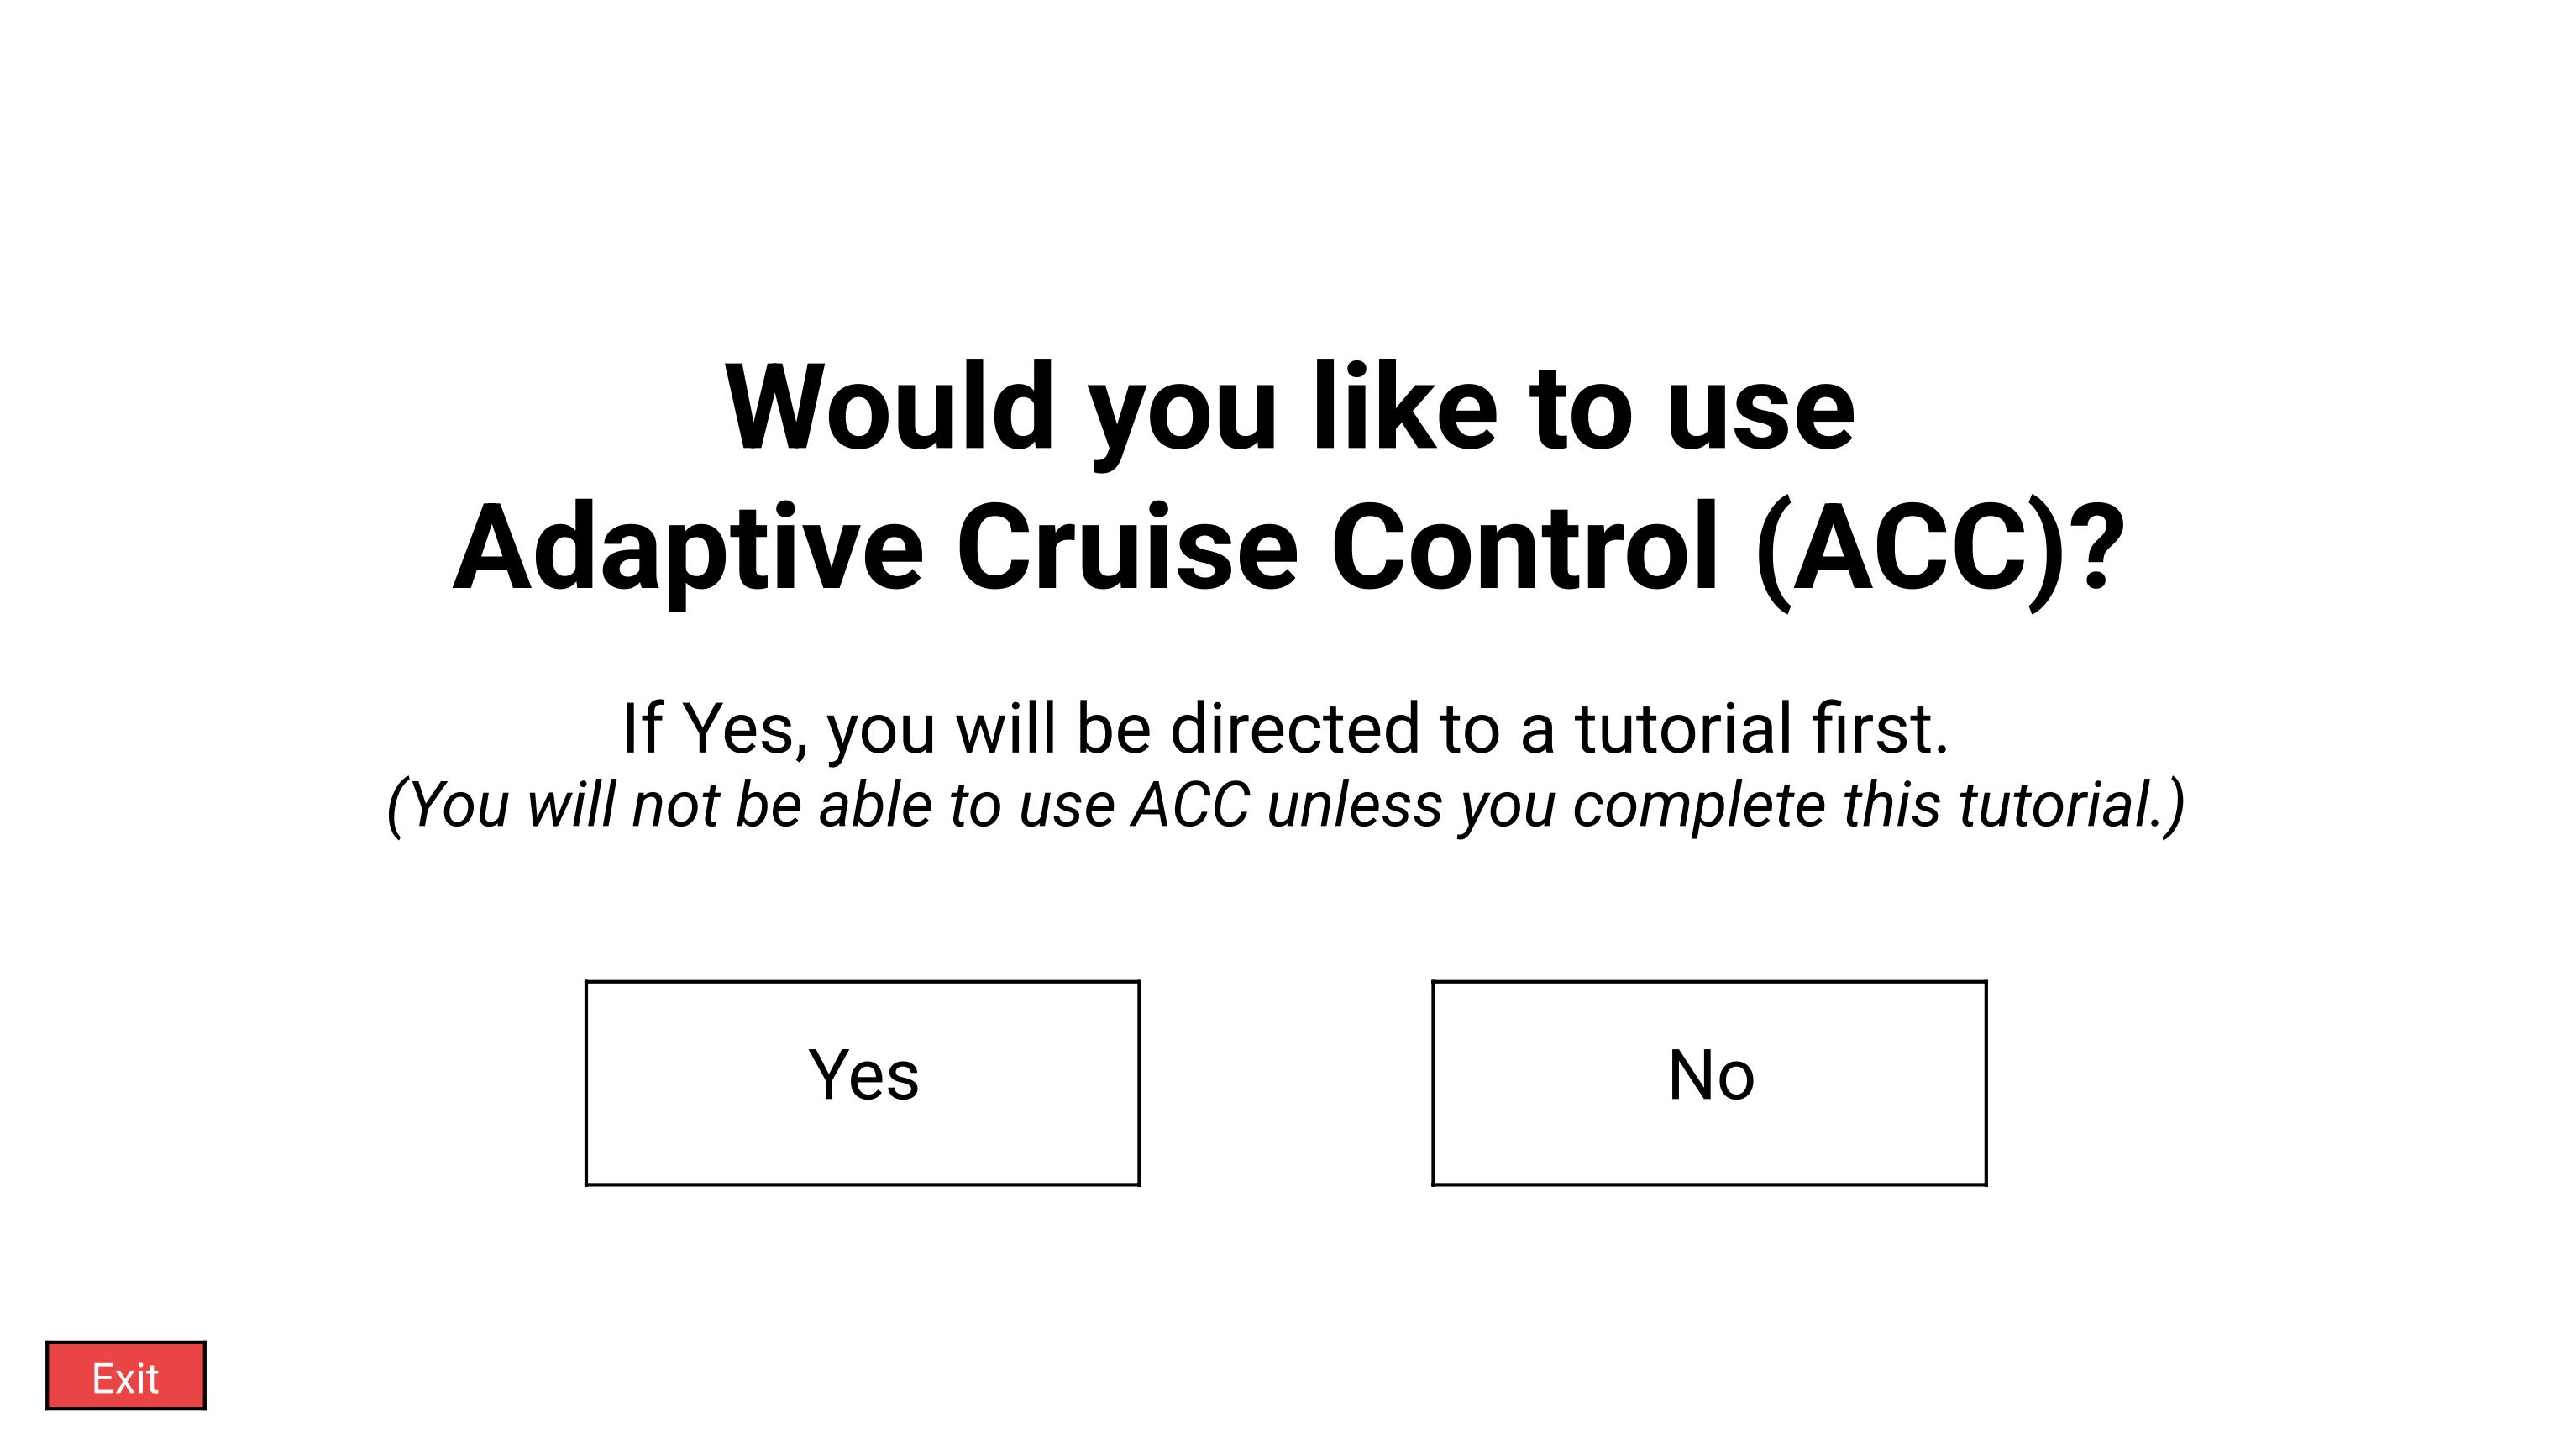 Would you like to use
Adaptive Cruise Control (ACC)?
If Yes, you will be directed to a tutorial first.
(You will not be able to use ACC unless you complete this tutorial.)
Yes
No
Exit